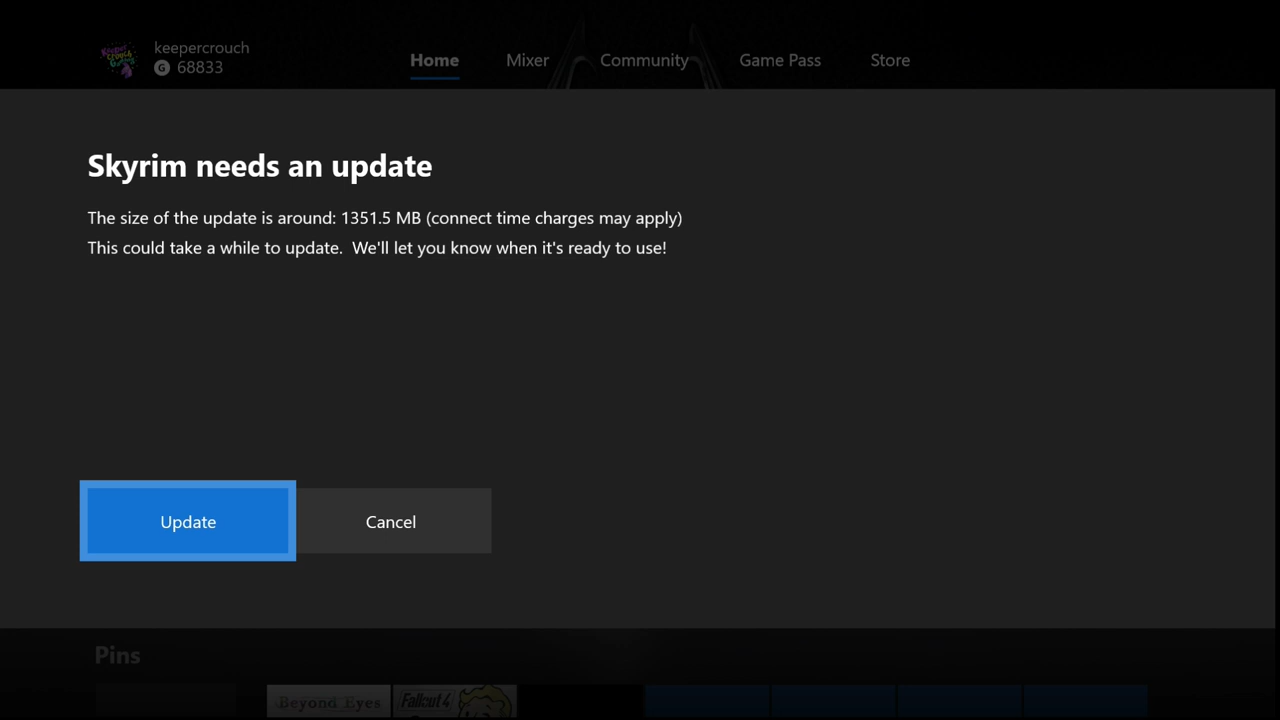 keepercrouch
G 68833
Home Mixer Community Game Pass Store
Skyrim needs an update
The size of the update is around: 1351.5 MB (connect time charges may apply)
This could take a while to update.  We'll let you know when it's ready to use!
Update Cancel
Pins
Beyond Eyes Fallout 4